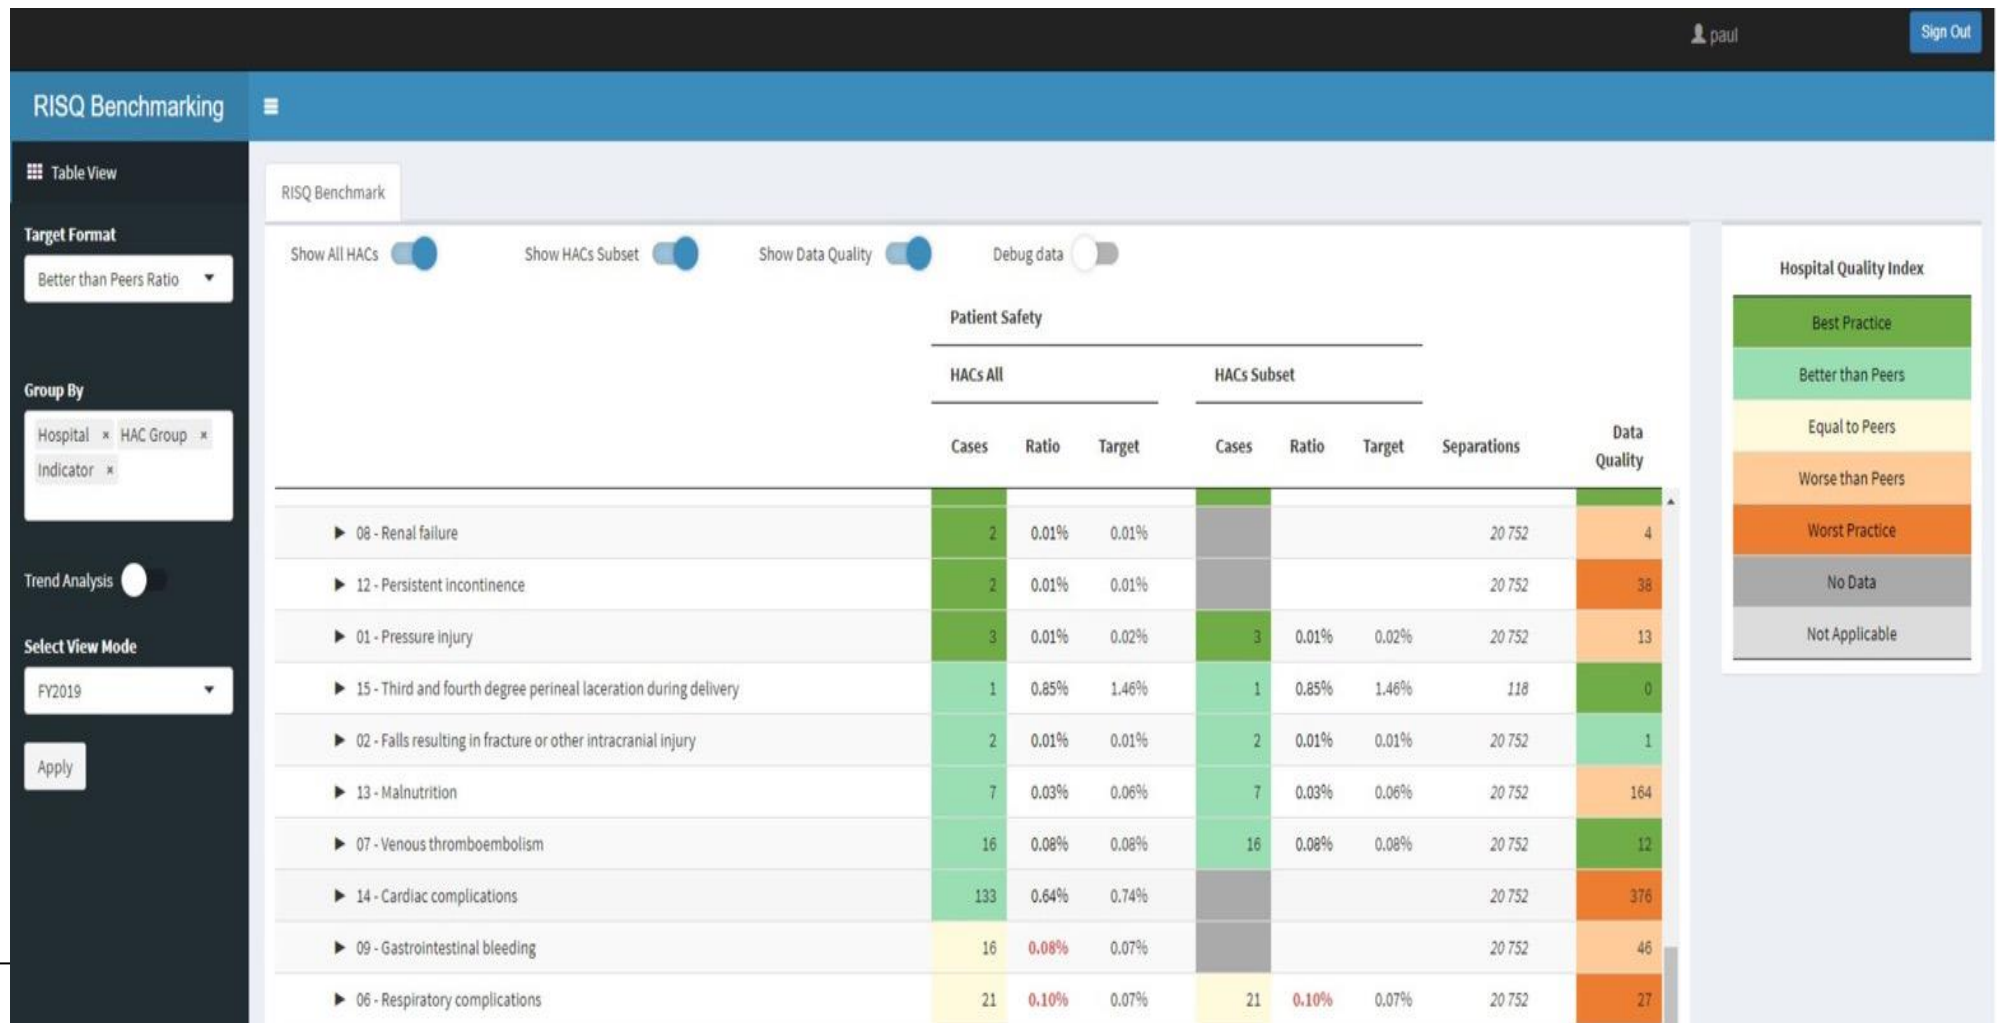 paul
Sign Out
RISQ Benchmarking
Table View
Target Format
Better than Peers Ratio
Group By
Hospital × HAC Group ×
Indicator ×
Trend Analysis
Select View Mode
FY2019
Apply
RISQ Benchmark
Show All HACs Show HACs Subset Show Data Quality Debug data
Patient Safety
HACs All HACs Subset
Cases Ratio Target Cases Ratio Target Separations Data Quality
08 - Renal failure 2 0.01% 0.01% 20 752 4
12 - Persistent incontinence 2 0.01% 0.01% 20 752 38
01 - Pressure injury 3 0.01% 0.02% 3 0.01% 0.02% 20 752 13
15 - Third and fourth degree perineal laceration during delivery 1 0.85% 1.46% 1 0.85% 1.46% 118 0
02 - Falls resulting in fracture or other intracranial injury 2 0.01% 0.01% 2 0.01% 0.01% 20 752 1
13 - Malnutrition 7 0.03% 0.06% 7 0.03% 0.06% 20 752 164
07 - Venous thromboembolism 16 0.08% 0.08% 16 0.08% 0.08% 20 752 12
14 - Cardiac complications 133 0.64% 0.74% 20 752 376
09 - Gastrointestinal bleeding 16 0.08% 0.07% 20 752 46
06 - Respiratory complications 21 0.10% 0.07% 21 0.10% 0.07% 20 752 27
Hospital Quality Index
Best Practice
Better than Peers
Equal to Peers
Worse than Peers
Worst Practice
No Data
Not Applicable